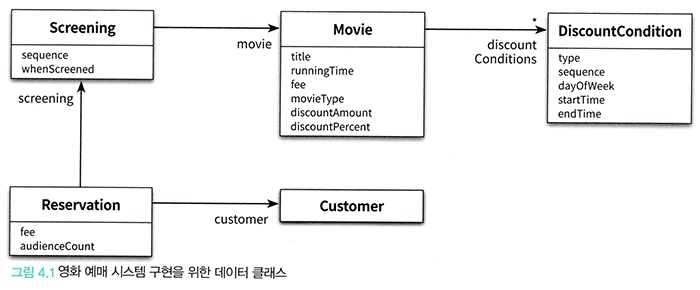 Screening
sequence
whenScreened
movie
Movie
title
runningTime
fee
movieType
discountAmount
discountPercent
*
discount
Conditions
DiscountCondition
type
sequence
dayOfWeek
startTime
endTime
screening
Reservation
fee
audienceCount
customer
Customer
그림 4.1 영화 예매 시스템 구현을 위한 데이터 클래스